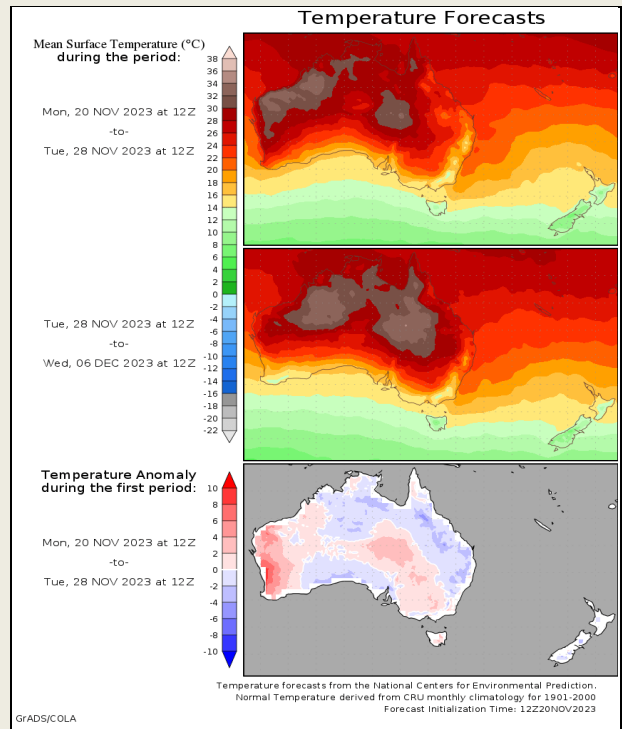 Temperature Forecasts
Mean Surface Temperature (°C)
during the period:
38
36
34
32
30
28
26
24
22
20
18
16
14
12
10
8
6
4
2
0
-2
-4
-6
-8
-10
-12
-14
-16
-18
-20
-22
Mon, 20 NOV 2023 at 12Z
-to-
Tue, 28 NOV 2023 at 12Z
Tue, 28 NOV 2023 at 12Z
-to-
Wed, 06 DEC 2023 at 12Z
Temperature Anomaly
during the first period:
10
8
6
4
2
0
-2
-4
-6
-8
-10
Mon, 20 NOV 2023 at 12Z
-to-
Tue, 28 NOV 2023 at 12Z
Temperature forecasts from the National Centers for Environmental Prediction.
Normal Temperature derived from CRU monthly climatology for 1901-2000
Forecast Initialization Time: 12Z20NOV2023
GrADS/COLA